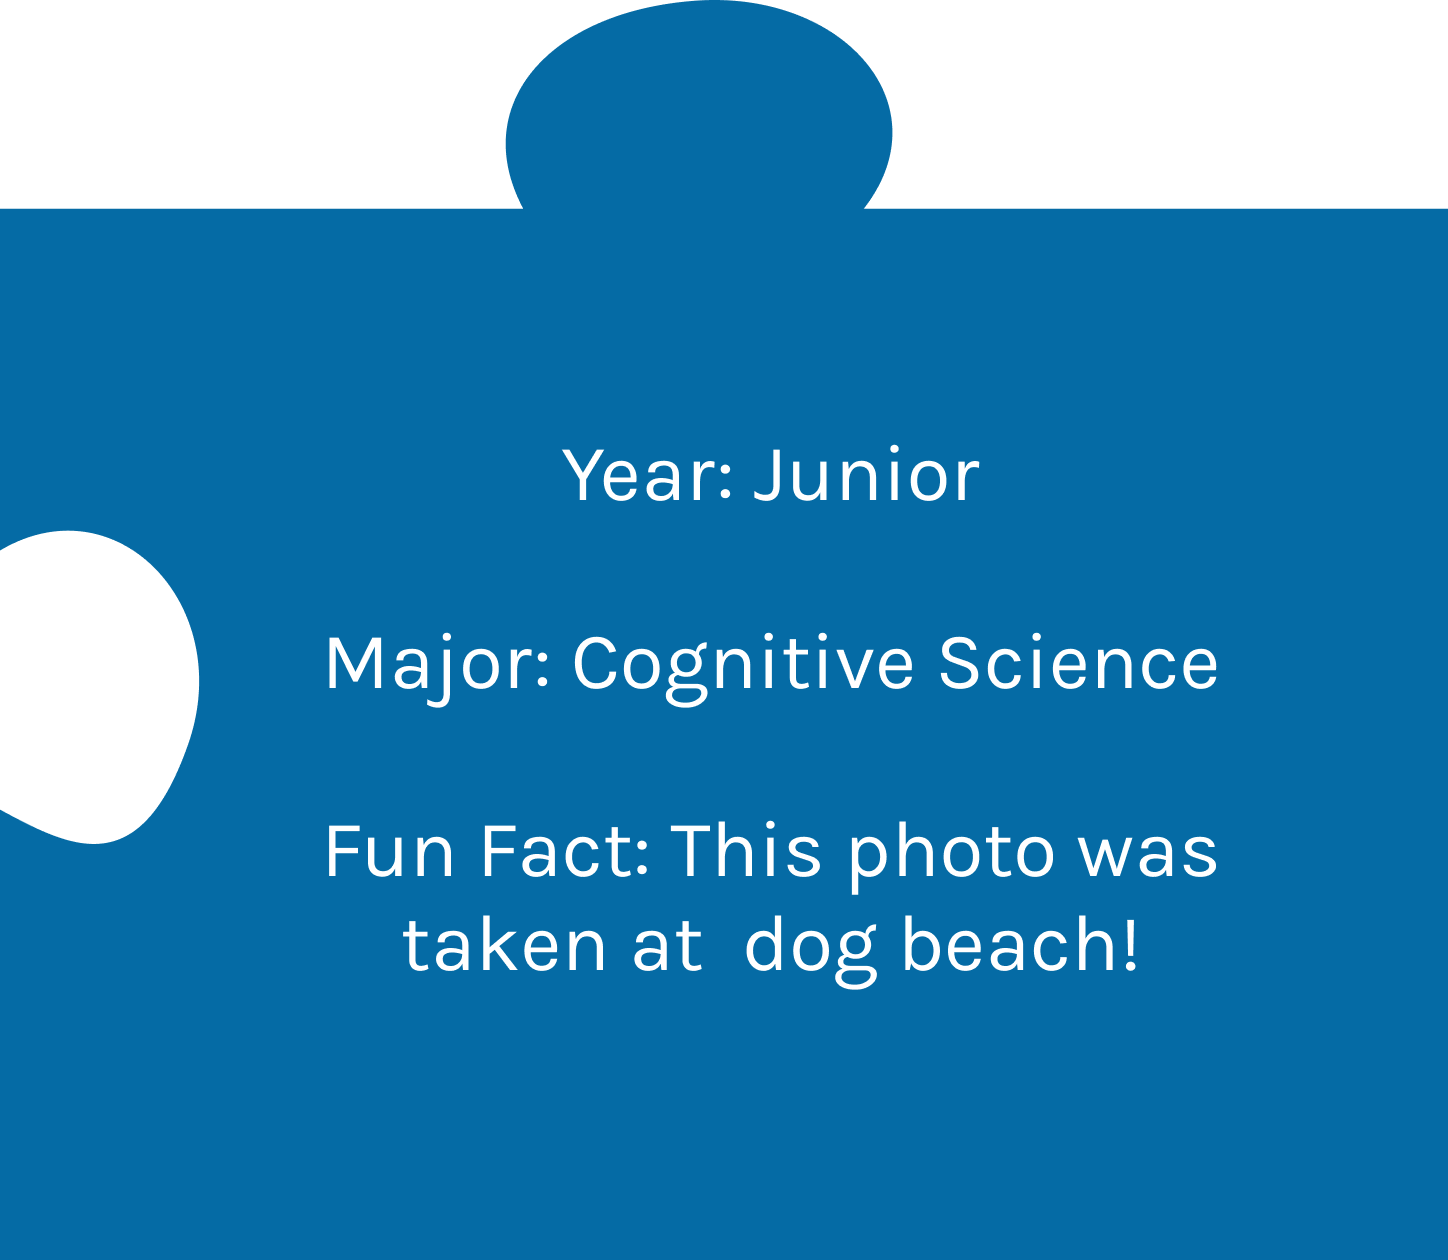 Year: Junior
Major: Cognitive Science
Fun Fact: This photo was
taken at  dog beach!